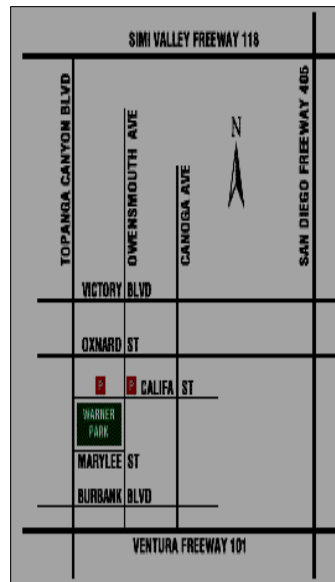 SIMI VALLEY FREEWAY 118
TOPANGA CANYON BLVD
OWENSMOUTH AVE
CANOGA AVE
N
SAN DIEGO FREEWAY 405
VICTORY BLVD
OXNARD ST
P
P
CALIFA ST
WARNER
PARK
MARYLEE ST
BURBANK BLVD
VENTURA FREEWAY 101